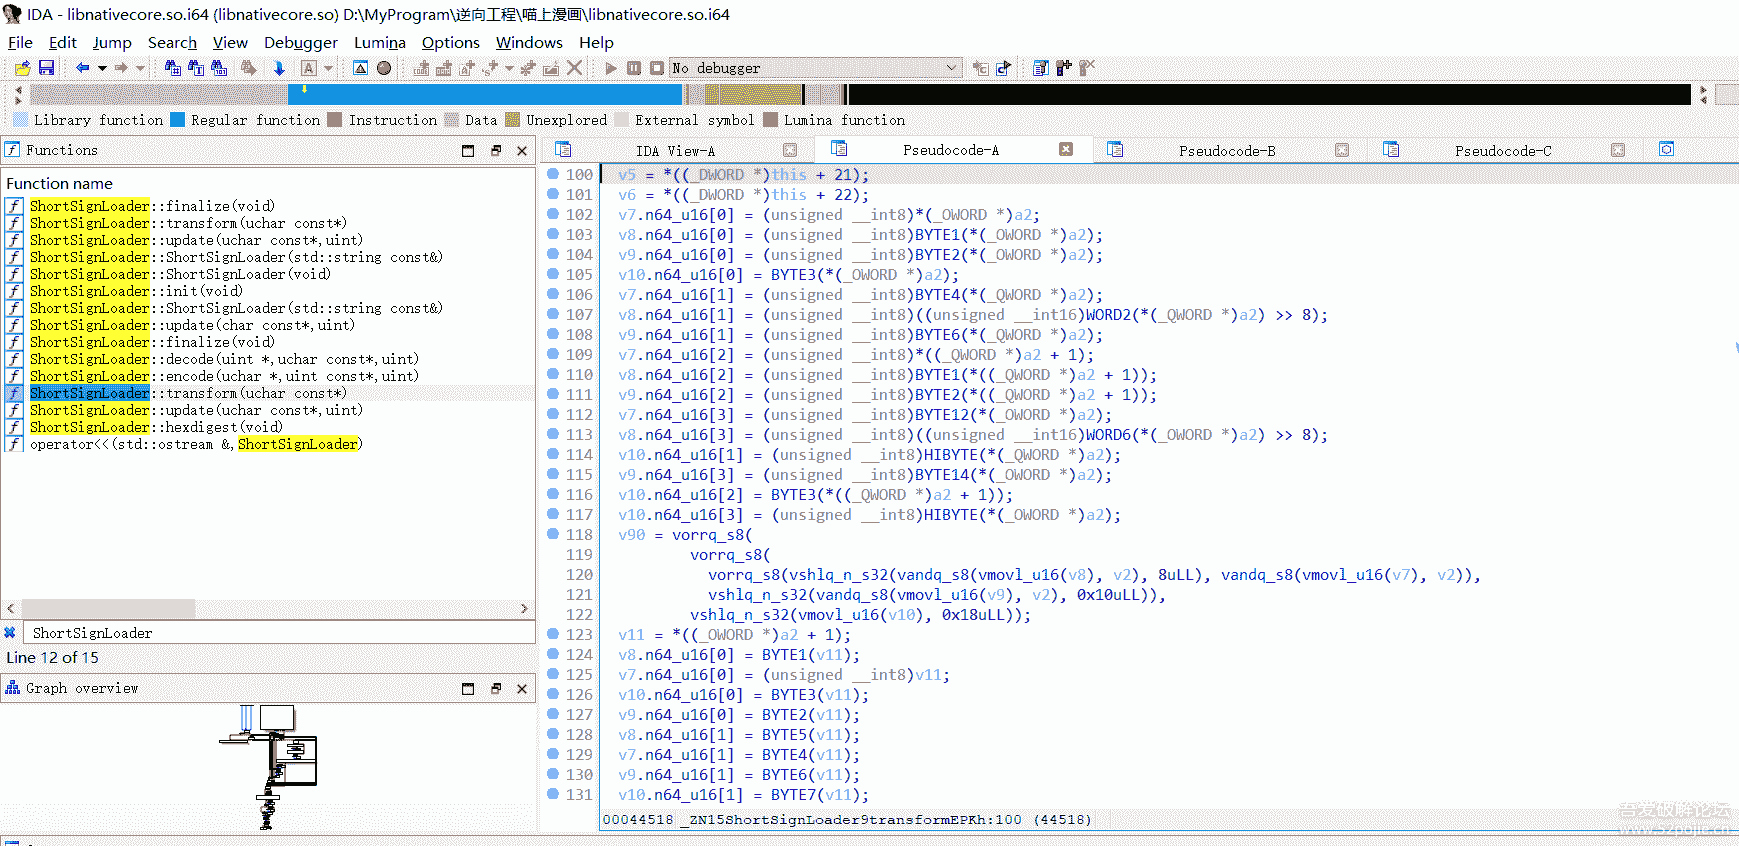 IDA - libnativecore.so.i64 (libnativecore.so) D:\MyProgram\逆向工程\喵上漫画\libnativecore.so.i64
File Edit Jump Search View Debugger Lumina Options Windows Help
No debugger
Library function Regular function Instruction Data Unexplored External symbol Lumina function
Functions
Function name
ShortSignLoader::finalize(void)
ShortSignLoader::transform(uchar const*)
ShortSignLoader::update(uchar const*,uint)
ShortSignLoader::ShortSignLoader(std::string const&)
ShortSignLoader::ShortSignLoader(void)
ShortSignLoader::init(void)
ShortSignLoader::ShortSignLoader(std::string const&)
ShortSignLoader::update(char const*,uint)
ShortSignLoader::finalize(void)
ShortSignLoader::decode(uint *,uchar const*,uint)
ShortSignLoader::encode(uchar *,uint const*,uint)
ShortSignLoader::transform(uchar const*)
ShortSignLoader::update(uchar const*,uint)
ShortSignLoader::hexdigest(void)
operator<<(std::ostream &,ShortSignLoader)
ShortSignLoader
Line 12 of 15
Graph overview
IDA View-A Pseudocode-A Pseudocode-B Pseudocode-C
100 v5 = *((_DWORD *)this + 21);
101 v6 = *((_DWORD *)this + 22);
102 v7.n64_u16[0] = (unsigned __int8)*(_OWORD *)a2;
103 v8.n64_u16[0] = (unsigned __int8)BYTE1(*(_OWORD *)a2);
104 v9.n64_u16[0] = (unsigned __int8)BYTE2(*(_OWORD *)a2);
105 v10.n64_u16[0] = BYTE3(*(_OWORD *)a2);
106 v7.n64_u16[1] = (unsigned __int8)BYTE4(*(_QWORD *)a2);
107 v8.n64_u16[1] = (unsigned __int8)((unsigned __int16)WORD2(*(_QWORD *)a2) >> 8);
108 v9.n64_u16[1] = (unsigned __int8)BYTE6(*(_QWORD *)a2);
109 v7.n64_u16[2] = (unsigned __int8)*((_QWORD *)a2 + 1);
110 v8.n64_u16[2] = (unsigned __int8)BYTE1(*((_QWORD *)a2 + 1));
111 v9.n64_u16[2] = (unsigned __int8)BYTE2(*((_QWORD *)a2 + 1));
112 v7.n64_u16[3] = (unsigned __int8)BYTE12(*(_OWORD *)a2);
113 v8.n64_u16[3] = (unsigned __int8)((unsigned __int16)WORD6(*(_OWORD *)a2) >> 8);
114 v10.n64_u16[1] = (unsigned __int8)HIBYTE(*(_QWORD *)a2);
115 v9.n64_u16[3] = (unsigned __int8)BYTE14(*(_OWORD *)a2);
116 v10.n64_u16[2] = BYTE3(*((_QWORD *)a2 + 1));
117 v10.n64_u16[3] = (unsigned __int8)HIBYTE(*(_OWORD *)a2);
118 v90 = vorrq_s8(
119 vorrq_s8(
120 vorrq_s8(vshlq_n_s32(vandq_s8(vmovl_u16(v8), v2), 8uLL), vandq_s8(vmovl_u16(v7), v2)),
121 vshlq_n_s32(vandq_s8(vmovl_u16(v9), v2), 0x10uLL)),
122 vshlq_n_s32(vmovl_u16(v10), 0x18uLL));
123 v11 = *((_OWORD *)a2 + 1);
124 v8.n64_u16[0] = BYTE1(v11);
125 v7.n64_u16[0] = (unsigned __int8)v11;
126 v10.n64_u16[0] = BYTE3(v11);
127 v9.n64_u16[0] = BYTE2(v11);
128 v8.n64_u16[1] = BYTE5(v11);
129 v7.n64_u16[1] = BYTE4(v11);
130 v9.n64_u16[1] = BYTE6(v11);
131 v10.n64_u16[1] = BYTE7(v11);
00044518 _ZN15ShortSignLoader9transformEPKh:100 (44518)
吾爱破解论坛
www.52pojie.cn